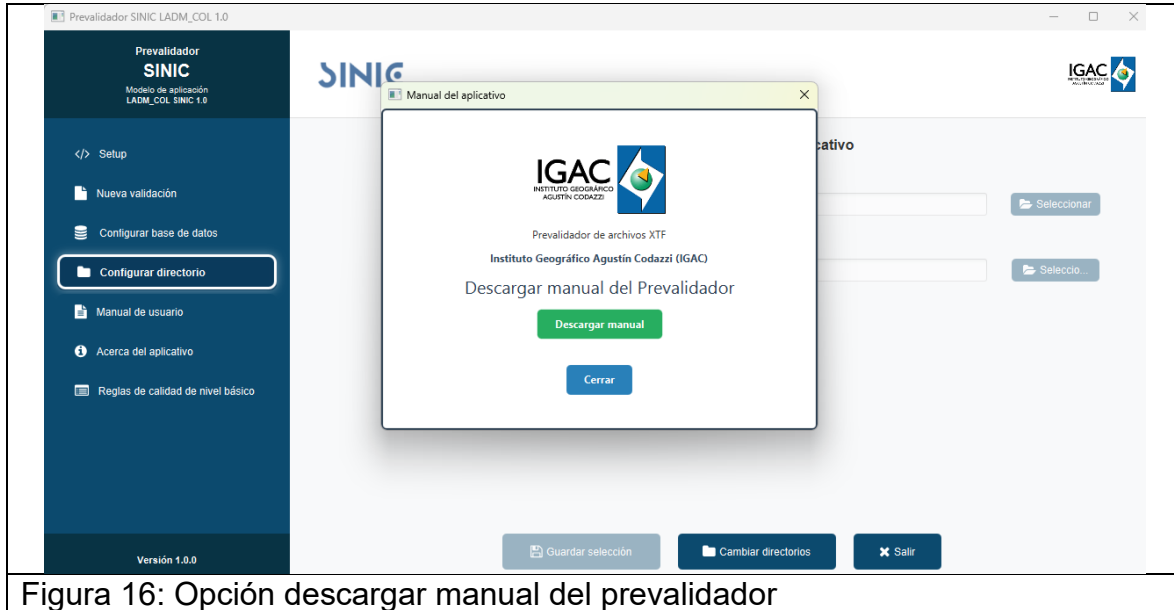 Prevalidador SINIC LADM_COL 1.0
Prevalidador
SINIC
Modelo de aplicación
LADM_COL SINIC 1.0
</> Setup
Nueva validación
Configurar base de datos
Configurar directorio
Manual de usuario
Acerca del aplicativo
Reglas de calidad de nivel básico
Versión 1.0.0
SINIC
IGAC
Manual del aplicativo
IGAC
INSTITUTO GEOGRÁFICO
AGUSTÍN CODAZZI
Prevalidador de archivos XTF
Instituto Geográfico Agustín Codazzi (IGAC)
Descargar manual del Prevalidador
Descargar manual
Cerrar
cativo
Seleccionar
Seleccio...
Guardar selección
Cambiar directorios
Salir
Figura 16: Opción descargar manual del prevalidador